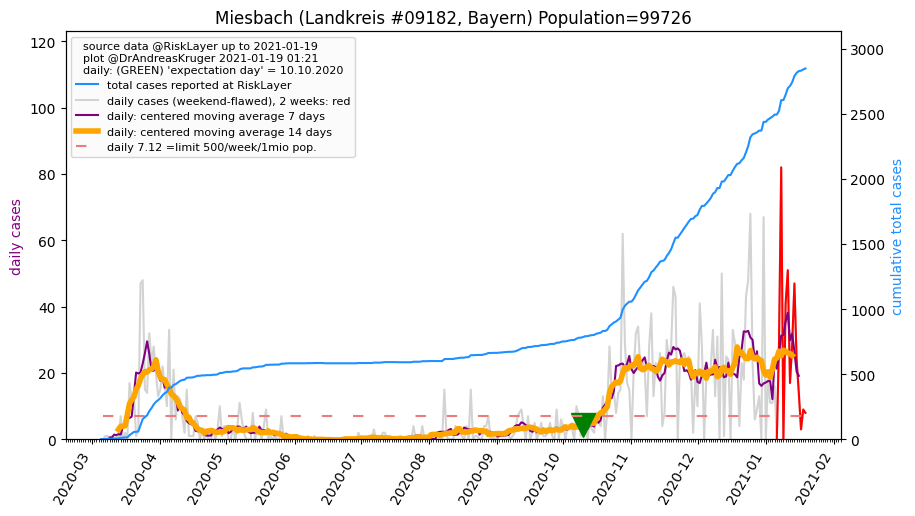 Miesbach (Landkreis #09182, Bayern) Population=99726
source data @RiskLayer up to 2021-01-19
plot @DrAndreasKruger 2021-01-19 01:21
daily: (GREEN) 'expectation day' = 10.10.2020
total cases reported at RiskLayer
daily cases (weekend-flawed), 2 weeks: red
daily: centered moving average 7 days
daily: centered moving average 14 days
daily 7.12 =limit 500/week/1mio pop.
daily cases
120
100
80
60
40
20
0
cumulative total cases
3000
2500
2000
1500
1000
500
0
2020-03
2020-04
2020-05
2020-06
2020-07
2020-08
2020-09
2020-10
2020-11
2020-12
2021-01
2021-02